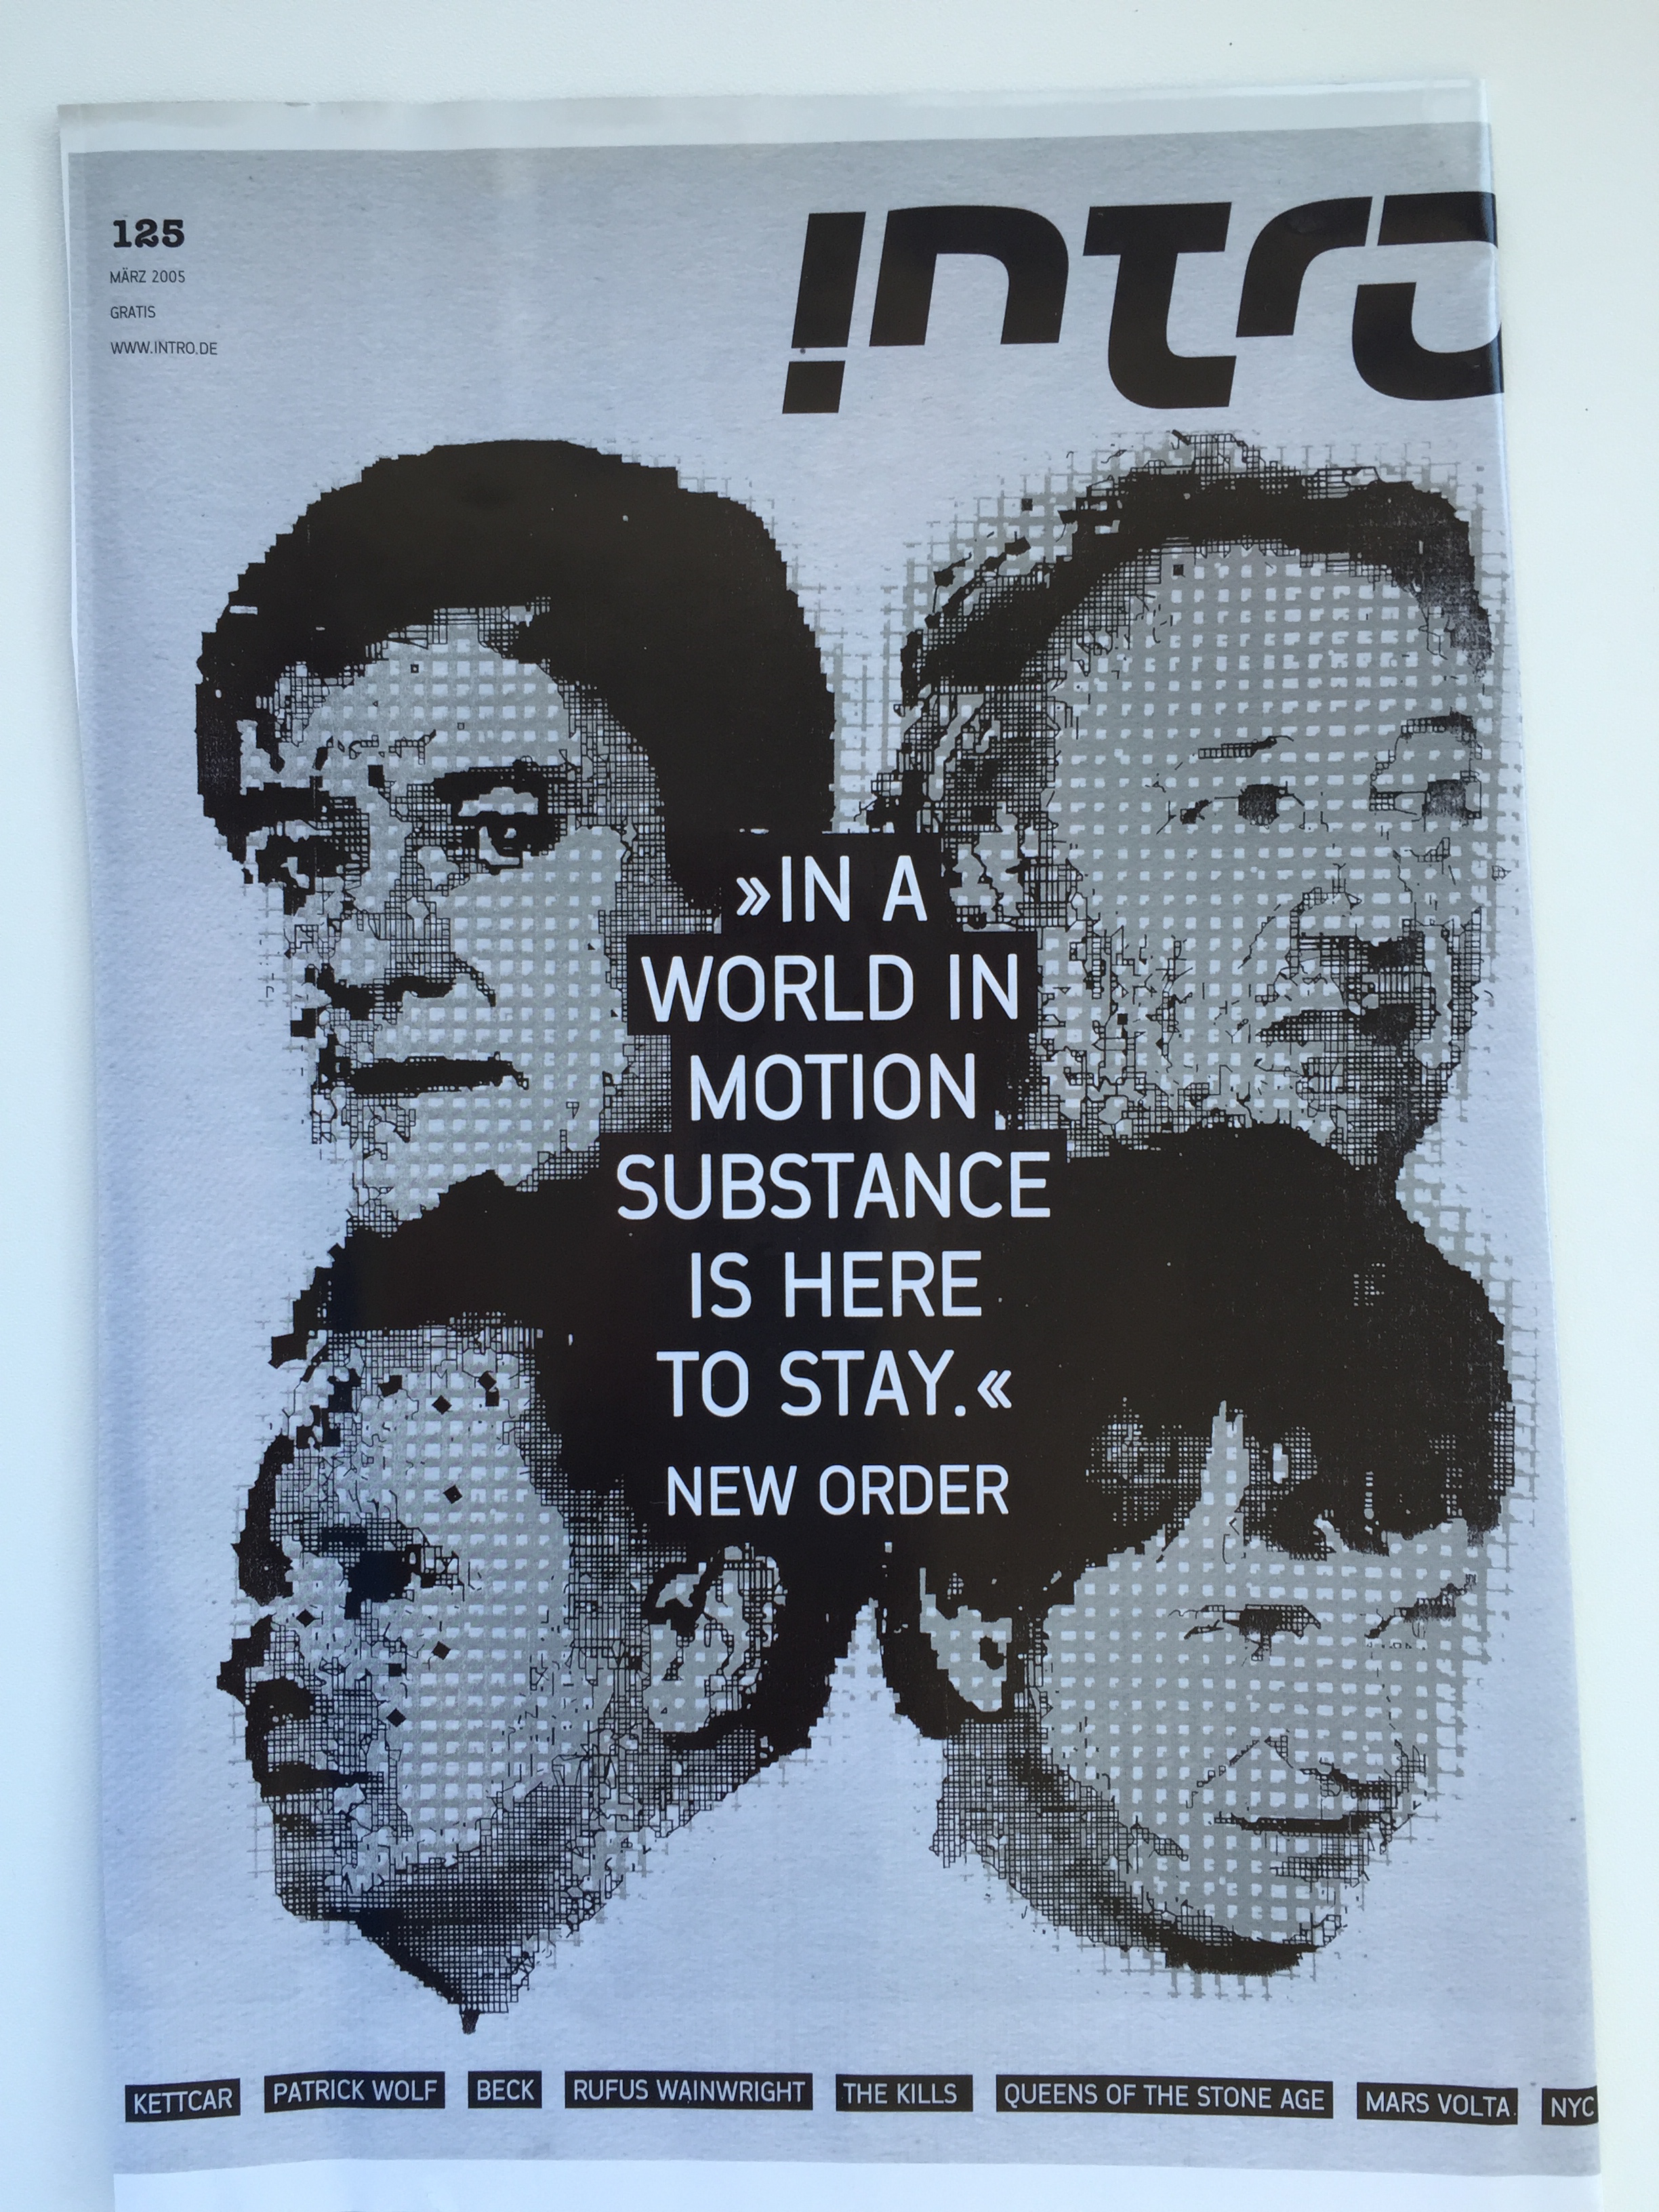 125
MÄRZ 2005
GRATIS
WWW.INTRO.DE
intro
»IN A
WORLD IN
MOTION
SUBSTANCE
IS HERE
TO STAY.«
NEW ORDER
KETTCAR PATRICK WOLF BECK RUFUS WAINWRIGHT THE KILLS QUEENS OF THE STONE AGE MARS VOLTA NYC